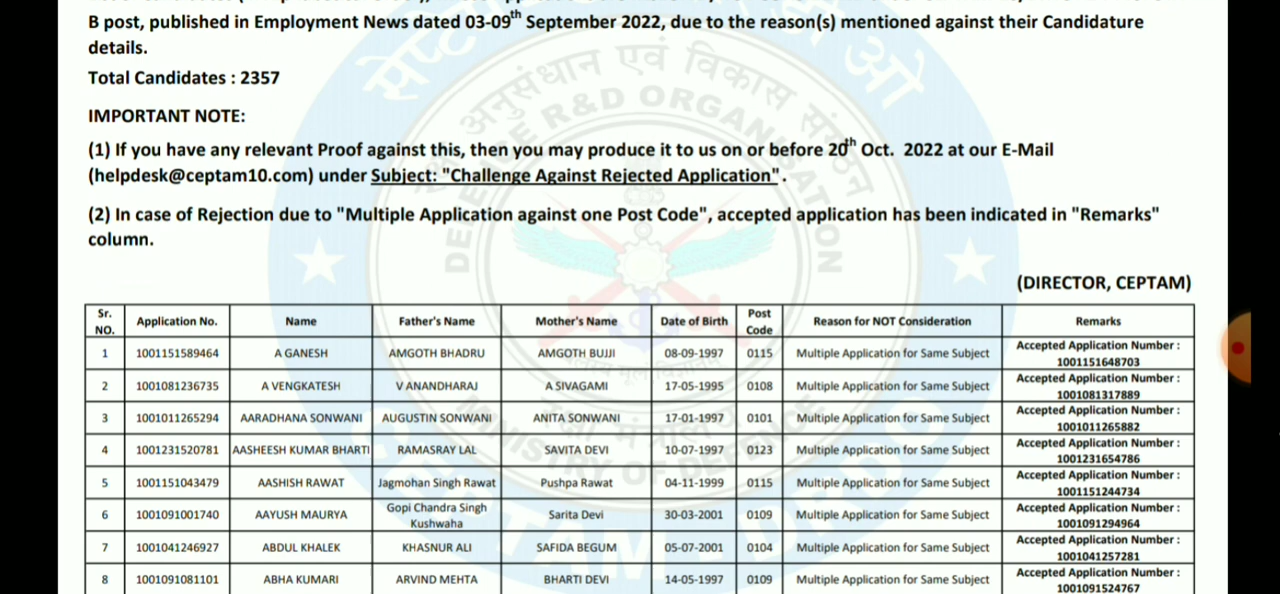 B post, published in Employment News dated 03-09th September 2022, due to the reason(s) mentioned against their Candidature
details.
Total Candidates : 2357
IMPORTANT NOTE:
(1) If you have any relevant Proof against this, then you may produce it to us on or before 20th Oct. 2022 at our E-Mail
(helpdesk@ceptam10.com) under Subject: "Challenge Against Rejected Application".
(2) In case of Rejection due to "Multiple Application against one Post Code", accepted application has been indicated in "Remarks"
column.
(DIRECTOR, CEPTAM)
Sr. NO. Application No. Name Father's Name Mother's Name Date of Birth Post Code Reason for NOT Consideration Remarks
1 1001151589464 A GANESH AMGOTH BHADRU AMGOTH BUJJI 08-09-1997 0115 Multiple Application for Same Subject Accepted Application Number : 1001151648703
2 1001081236735 A VENGKATESH V ANANDHARAJ A SIVAGAMI 17-05-1995 0108 Multiple Application for Same Subject Accepted Application Number : 1001081317889
3 1001011265294 AARADHANA SONWANI AUGUSTIN SONWANI ANITA SONWANI 17-01-1997 0101 Multiple Application for Same Subject Accepted Application Number : 1001011265882
4 1001231520781 AASHEESH KUMAR BHARTI RAMASRAY LAL SAVITA DEVI 10-07-1997 0123 Multiple Application for Same Subject Accepted Application Number : 1001231654786
5 1001151043479 AASHISH RAWAT Jagmohan Singh Rawat Pushpa Rawat 04-11-1999 0115 Multiple Application for Same Subject Accepted Application Number : 1001151244734
6 1001091001740 AAYUSH MAURYA Gopi Chandra Singh Kushwaha Sarita Devi 30-03-2001 0109 Multiple Application for Same Subject Accepted Application Number : 1001091294964
7 1001041246927 ABDUL KHALEK KHASNUR ALI SAFIDA BEGUM 05-07-2001 0104 Multiple Application for Same Subject Accepted Application Number : 1001041257281
8 1001091081101 ABHA KUMARI ARVIND MEHTA BHARTI DEVI 14-05-1997 0109 Multiple Application for Same Subject Accepted Application Number : 1001091524767
अनुसंधान एवं विकास संगठन
DEFENCE R&D ORGANISATION
MINISTRY OF DEFENCE